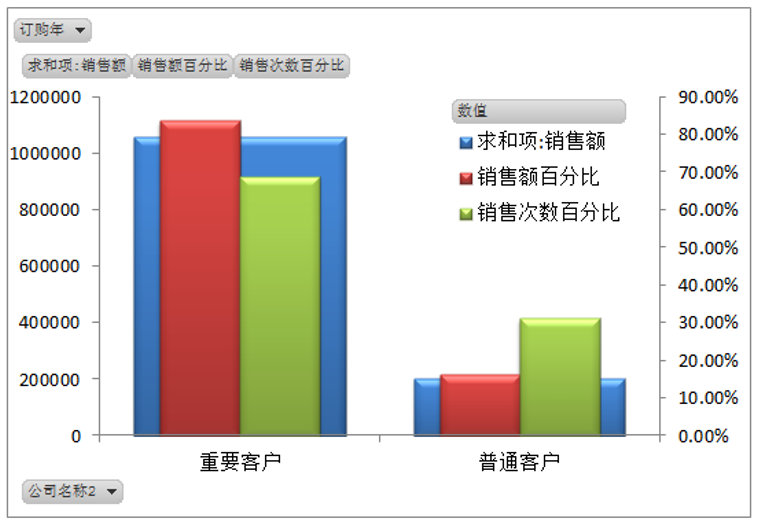 订购年
求和项:销售额 销售额百分比 销售次数百分比
1200000
1000000
800000
600000
400000
200000
0
90.00%
80.00%
70.00%
60.00%
50.00%
40.00%
30.00%
20.00%
10.00%
0.00%
数值
求和项:销售额
销售额百分比
销售次数百分比
重要客户 普通客户
公司名称2